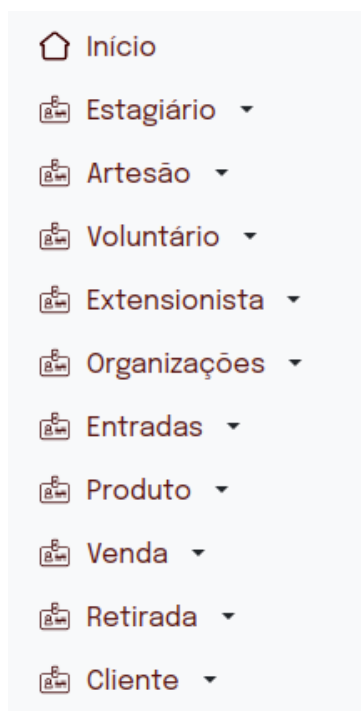 Início
Estagiário
Artesão
Voluntário
Extensionista
Organizações
Entradas
Produto
Venda
Retirada
Cliente